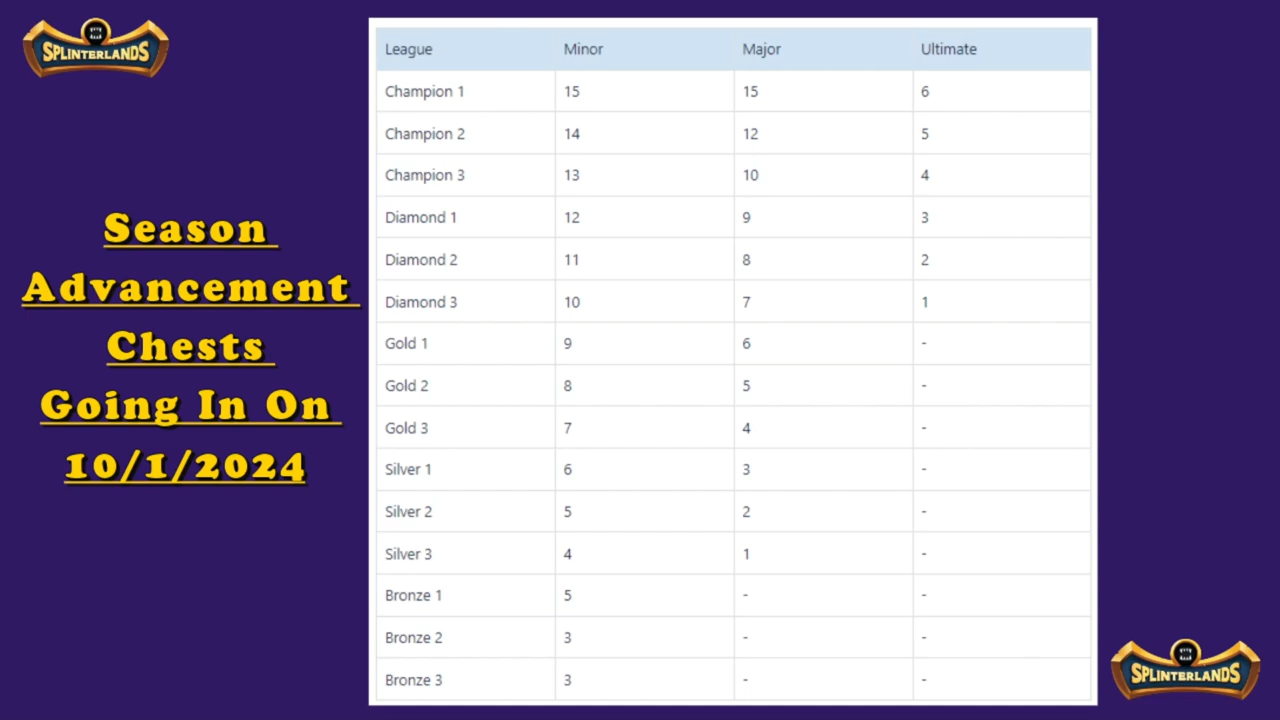 SPLINTERLANDS
Season
Advancement
Chests
Going In On
10/1/2024
League Minor Major Ultimate
Champion 1 15 15 6
Champion 2 14 12 5
Champion 3 13 10 4
Diamond 1 12 9 3
Diamond 2 11 8 2
Diamond 3 10 7 1
Gold 1 9 6 -
Gold 2 8 5 -
Gold 3 7 4 -
Silver 1 6 3 -
Silver 2 5 2 -
Silver 3 4 1 -
Bronze 1 5 - -
Bronze 2 3 - -
Bronze 3 3 - -
SPLINTERLANDS